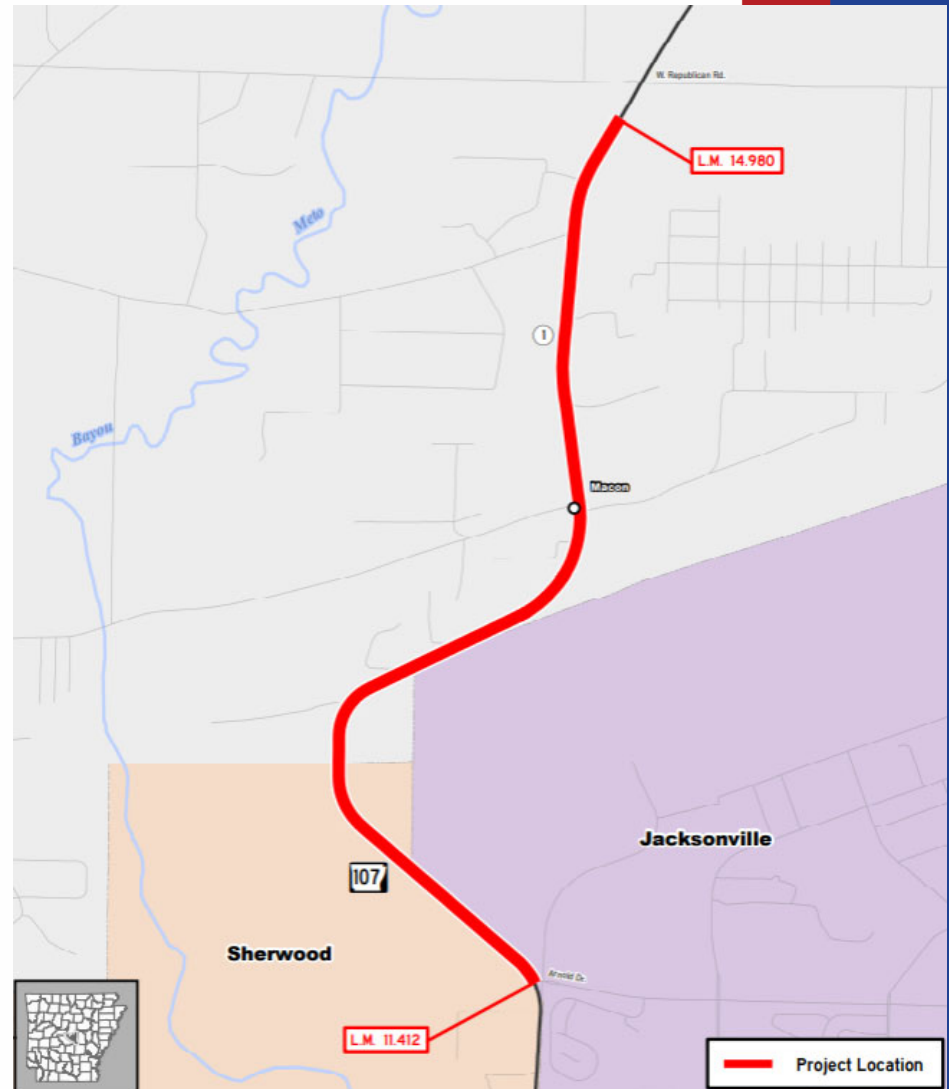 W. Republican Rd.
L.M. 14.980
Meto
1
Bayou
Macon
Jacksonville
107
Sherwood
Arnold Dr.
L.M. 11.412
Project Location